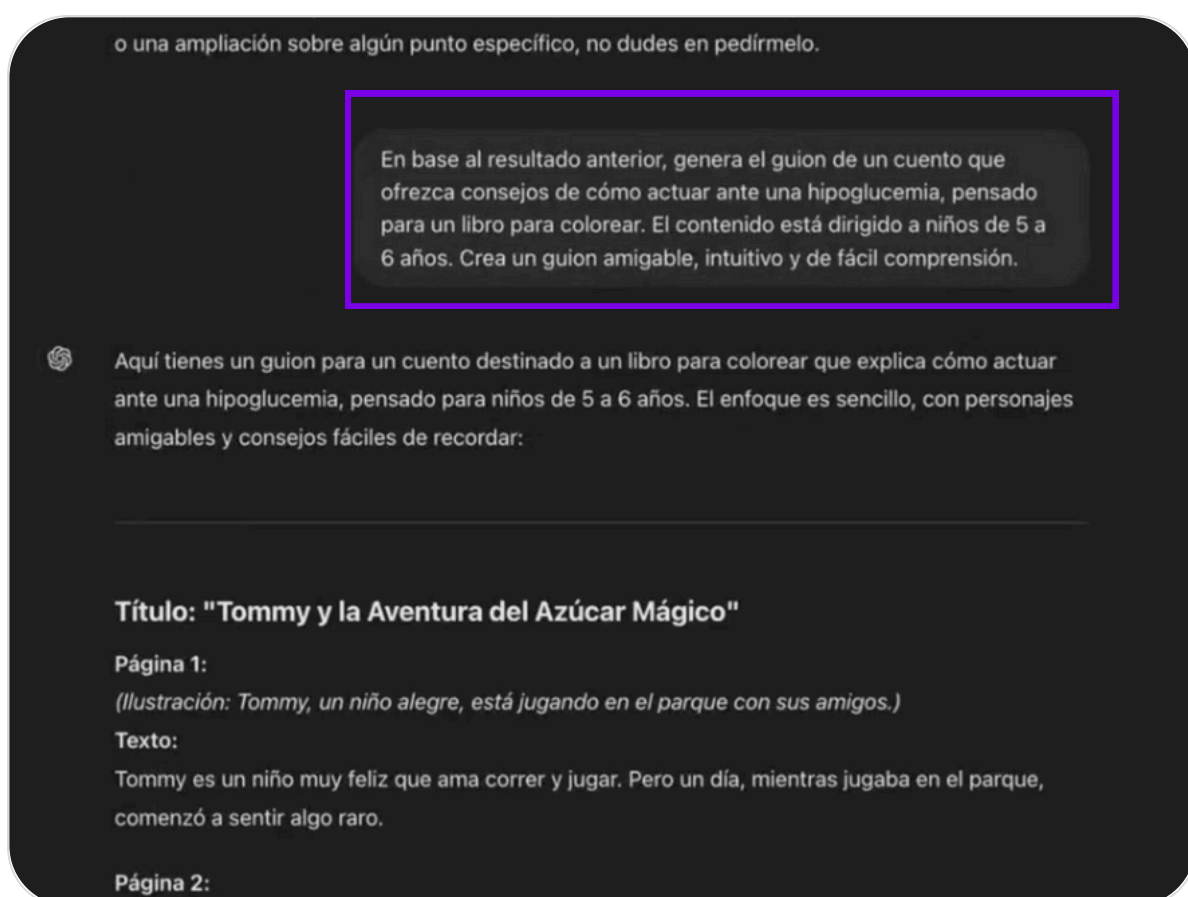 o una ampliación sobre algún punto específico, no dudes en pedírmelo.
En base al resultado anterior, genera el guion de un cuento que
ofrezca consejos de cómo actuar ante una hipoglucemia, pensado
para un libro para colorear. El contenido está dirigido a niños de 5 a
6 años. Crea un guion amigable, intuitivo y de fácil comprensión.
Aquí tienes un guion para un cuento destinado a un libro para colorear que explica cómo actuar
ante una hipoglucemia, pensado para niños de 5 a 6 años. El enfoque es sencillo, con personajes
amigables y consejos fáciles de recordar:
Título: "Tommy y la Aventura del Azúcar Mágico"
Página 1:
(Ilustración: Tommy, un niño alegre, está jugando en el parque con sus amigos.)
Texto:
Tommy es un niño muy feliz que ama correr y jugar. Pero un día, mientras jugaba en el parque,
comenzó a sentir algo raro.
Página 2: